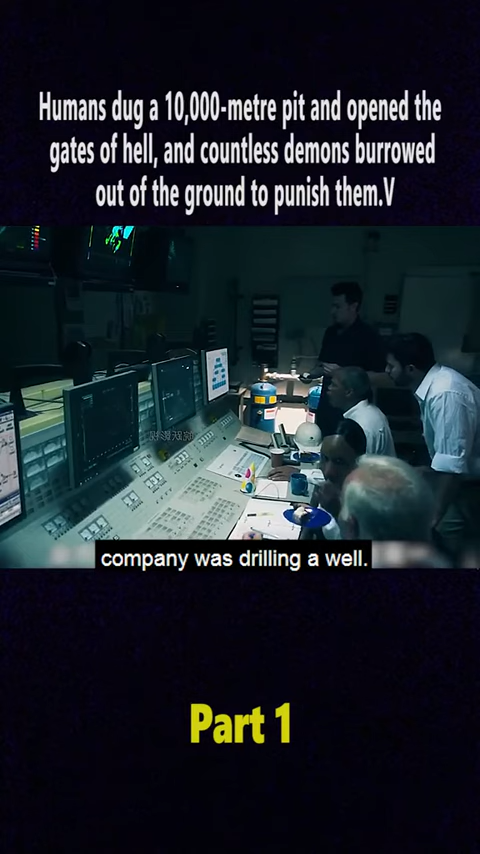 Humans dug a 10,000-metre pit and opened the
gates of hell, and countless demons burrowed
out of the ground to punish them.V
company was drilling a well.
Part 1